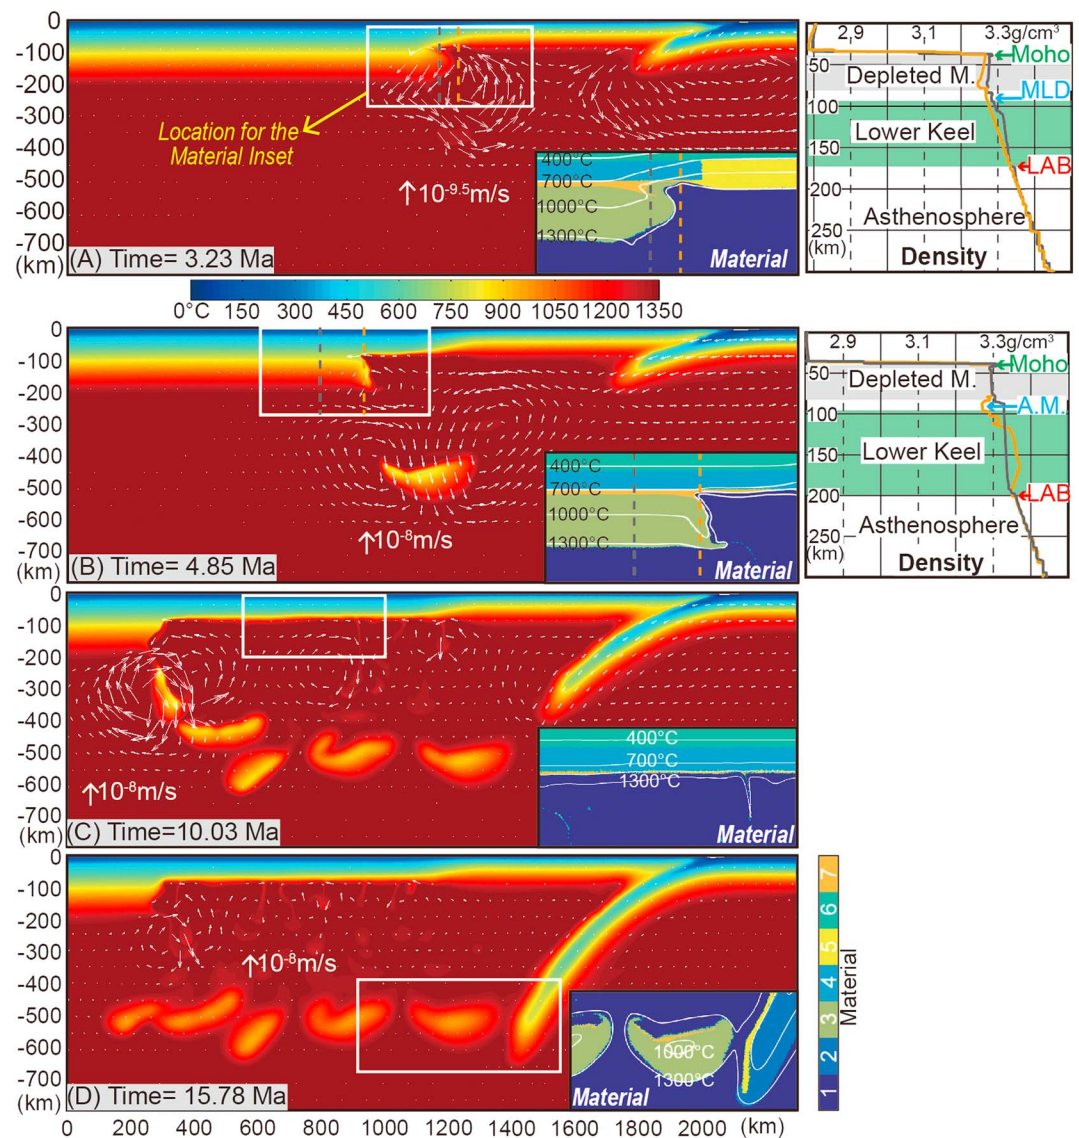 0
-100
-200
-300
-400
-500
-600
-700
(km)
Location for the
Material Inset
↑10⁻⁹·⁵m/s
(A) Time= 3.23 Ma
400°C
700°C
1000°C
1300°C
Material
2.9 3.1 3.3g/cm³
Moho
50
Depleted M.
MLD
100
Lower Keel
150
LAB
200
Asthenosphere
250
(km)
Density
0°C 150 300 450 600 750 900 1050 1200 1350
0
-100
-200
-300
-400
-500
-600
-700
(km)
↑10⁻⁸m/s
(B) Time= 4.85 Ma
400°C
700°C
1000°C
1300°C
Material
2.9 3.1 3.3g/cm³
Moho
50
Depleted M.
A.M.
100
Lower Keel
150
LAB
200
Asthenosphere
250
(km)
Density
0
-100
-200
-300
-400
-500
-600
-700
(km)
↑10⁻⁸m/s
(C) Time=10.03 Ma
400°C
700°C
1300°C
Material
0
-100
-200
-300
-400
-500
-600
-700
(km)
↑10⁻⁸m/s
(D) Time= 15.78 Ma
1000°C
1300°C
Material
0 200 400 600 800 1000 1200 1400 1600 1800 2000 (km)
7
6
5
4
3
2
1
Material